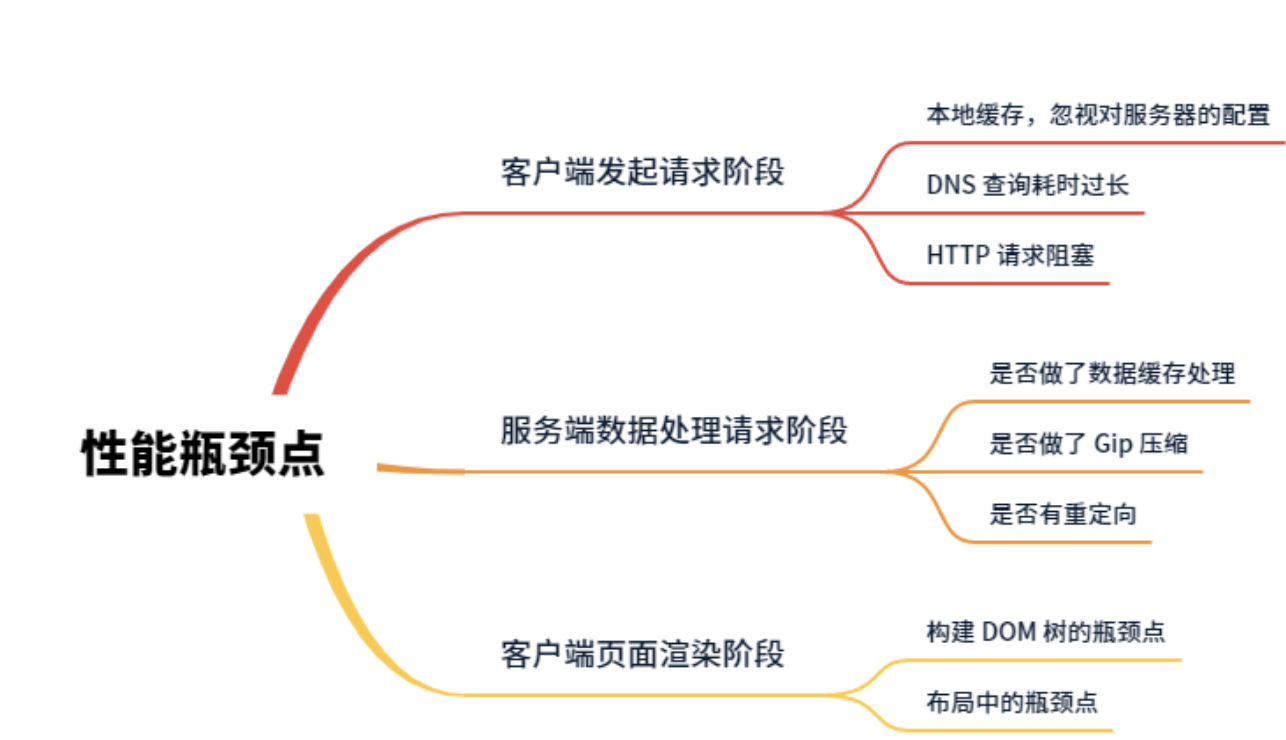 性能瓶颈点
客户端发起请求阶段
本地缓存，忽视对服务器的配置
DNS 查询耗时过长
HTTP 请求阻塞
服务端数据处理请求阶段
是否做了数据缓存处理
是否做了 Gip 压缩
是否有重定向
客户端页面渲染阶段
构建 DOM 树的瓶颈点
布局中的瓶颈点